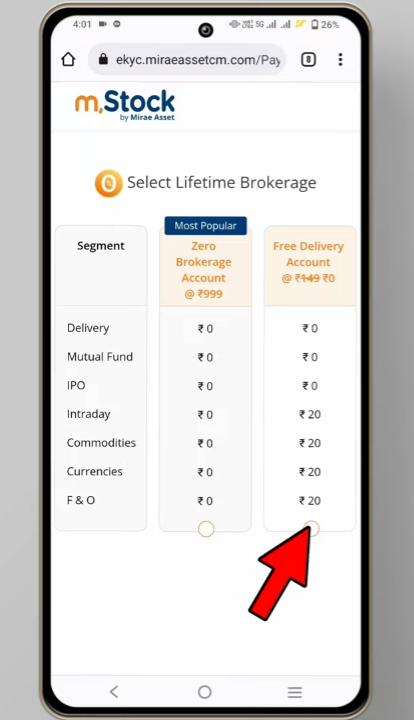 4:01
5G
26%
ekyc.miraeassetcm.com/Pay
8
m.Stock
by Mirae Asset
Select Lifetime Brokerage
Most Popular
Segment
Zero
Brokerage
Account
@ ₹999
Free Delivery
Account
@ ₹149 ₹0
Delivery ₹ 0 ₹ 0
Mutual Fund ₹ 0 ₹ 0
IPO ₹ 0 ₹ 0
Intraday ₹ 0 ₹ 20
Commodities ₹ 0 ₹ 20
Currencies ₹ 0 ₹ 20
F & O ₹ 0 ₹ 20